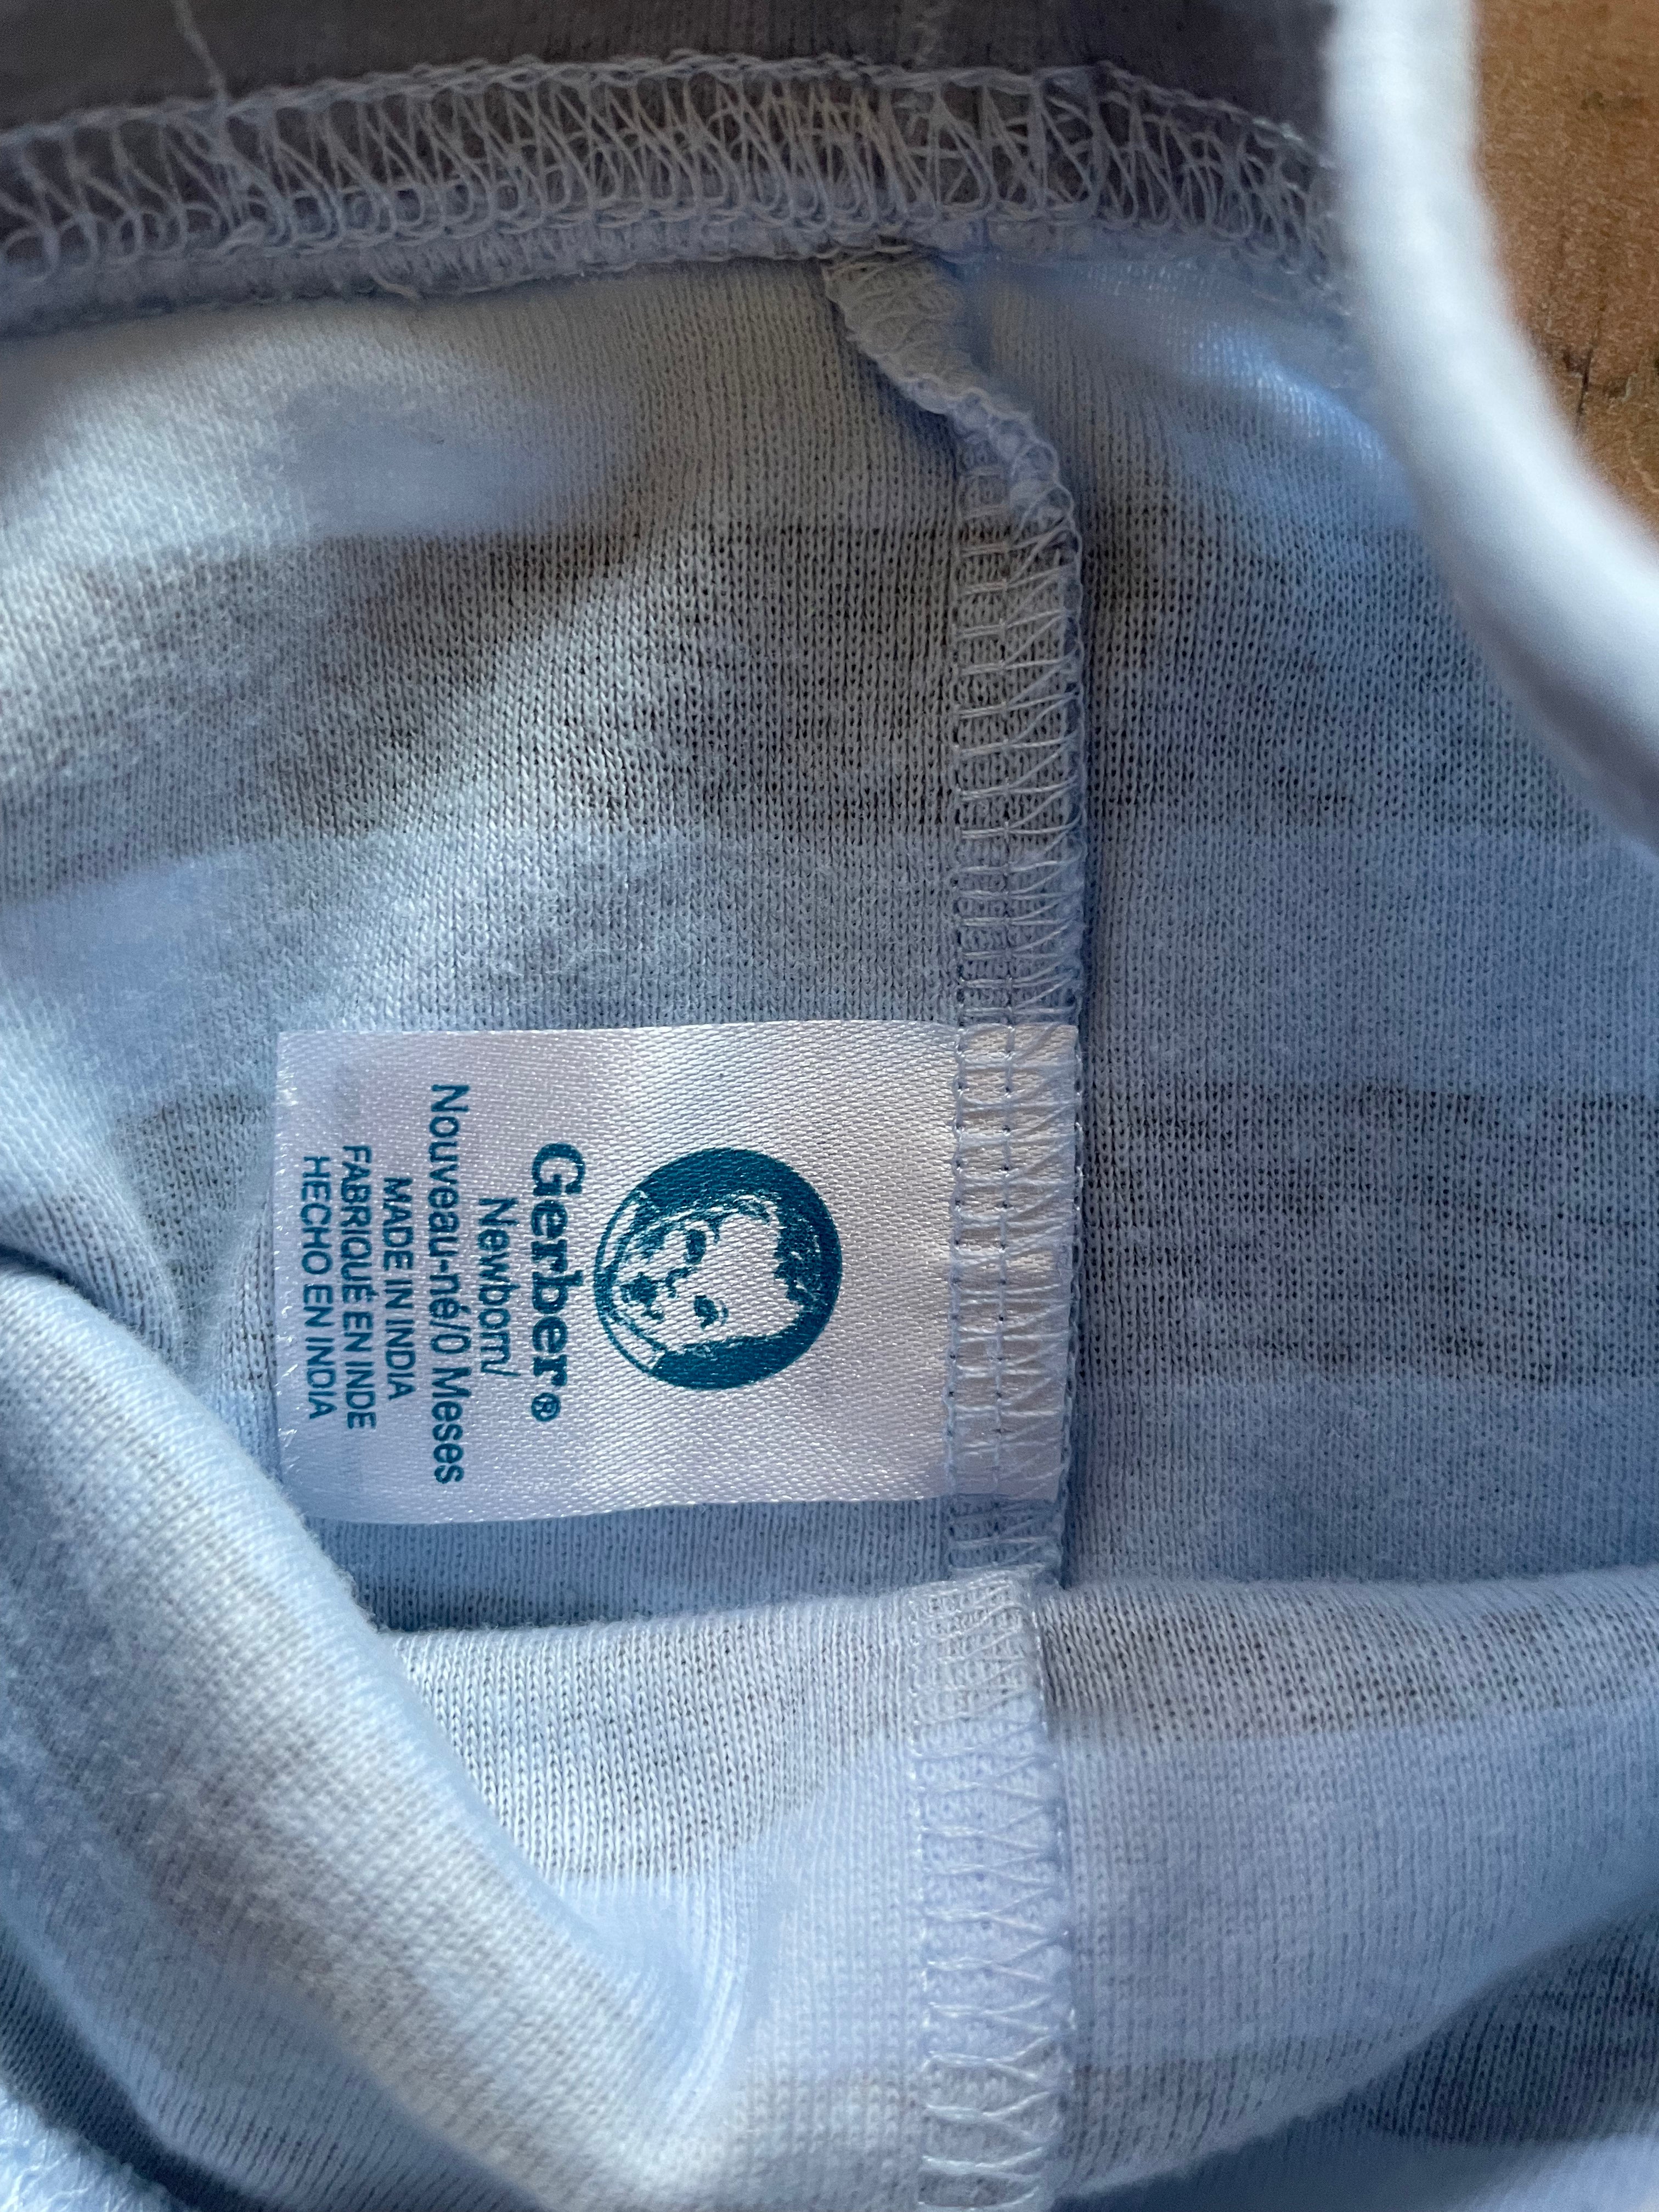 Gerber®
Newborn/
Nouveau-né/0 Meses
MADE IN INDIA
FABRIQUÉ EN INDE
HECHO EN INDIA